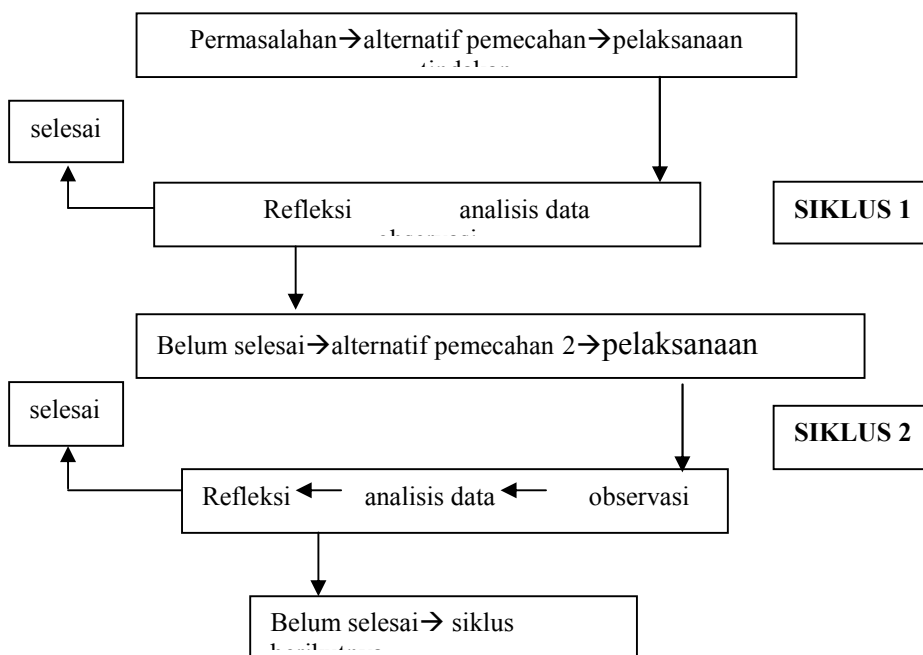 Permasalahan→alternatif pemecahan→pelaksanaan
selesai
Refleksi analisis data
SIKLUS 1
Belum selesai→alternatif pemecahan 2→pelaksanaan
selesai
SIKLUS 2
Refleksi ← analisis data ← observasi
Belum selesai→ siklus